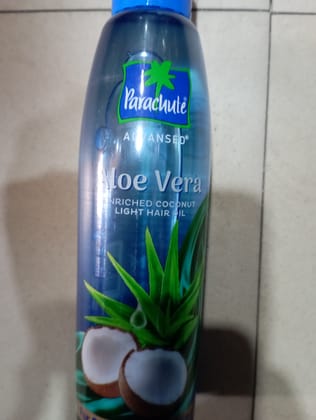 Parachute
ADVANSED®
Aloe Vera
ENRICHED COCONUT
LIGHT HAIR OIL